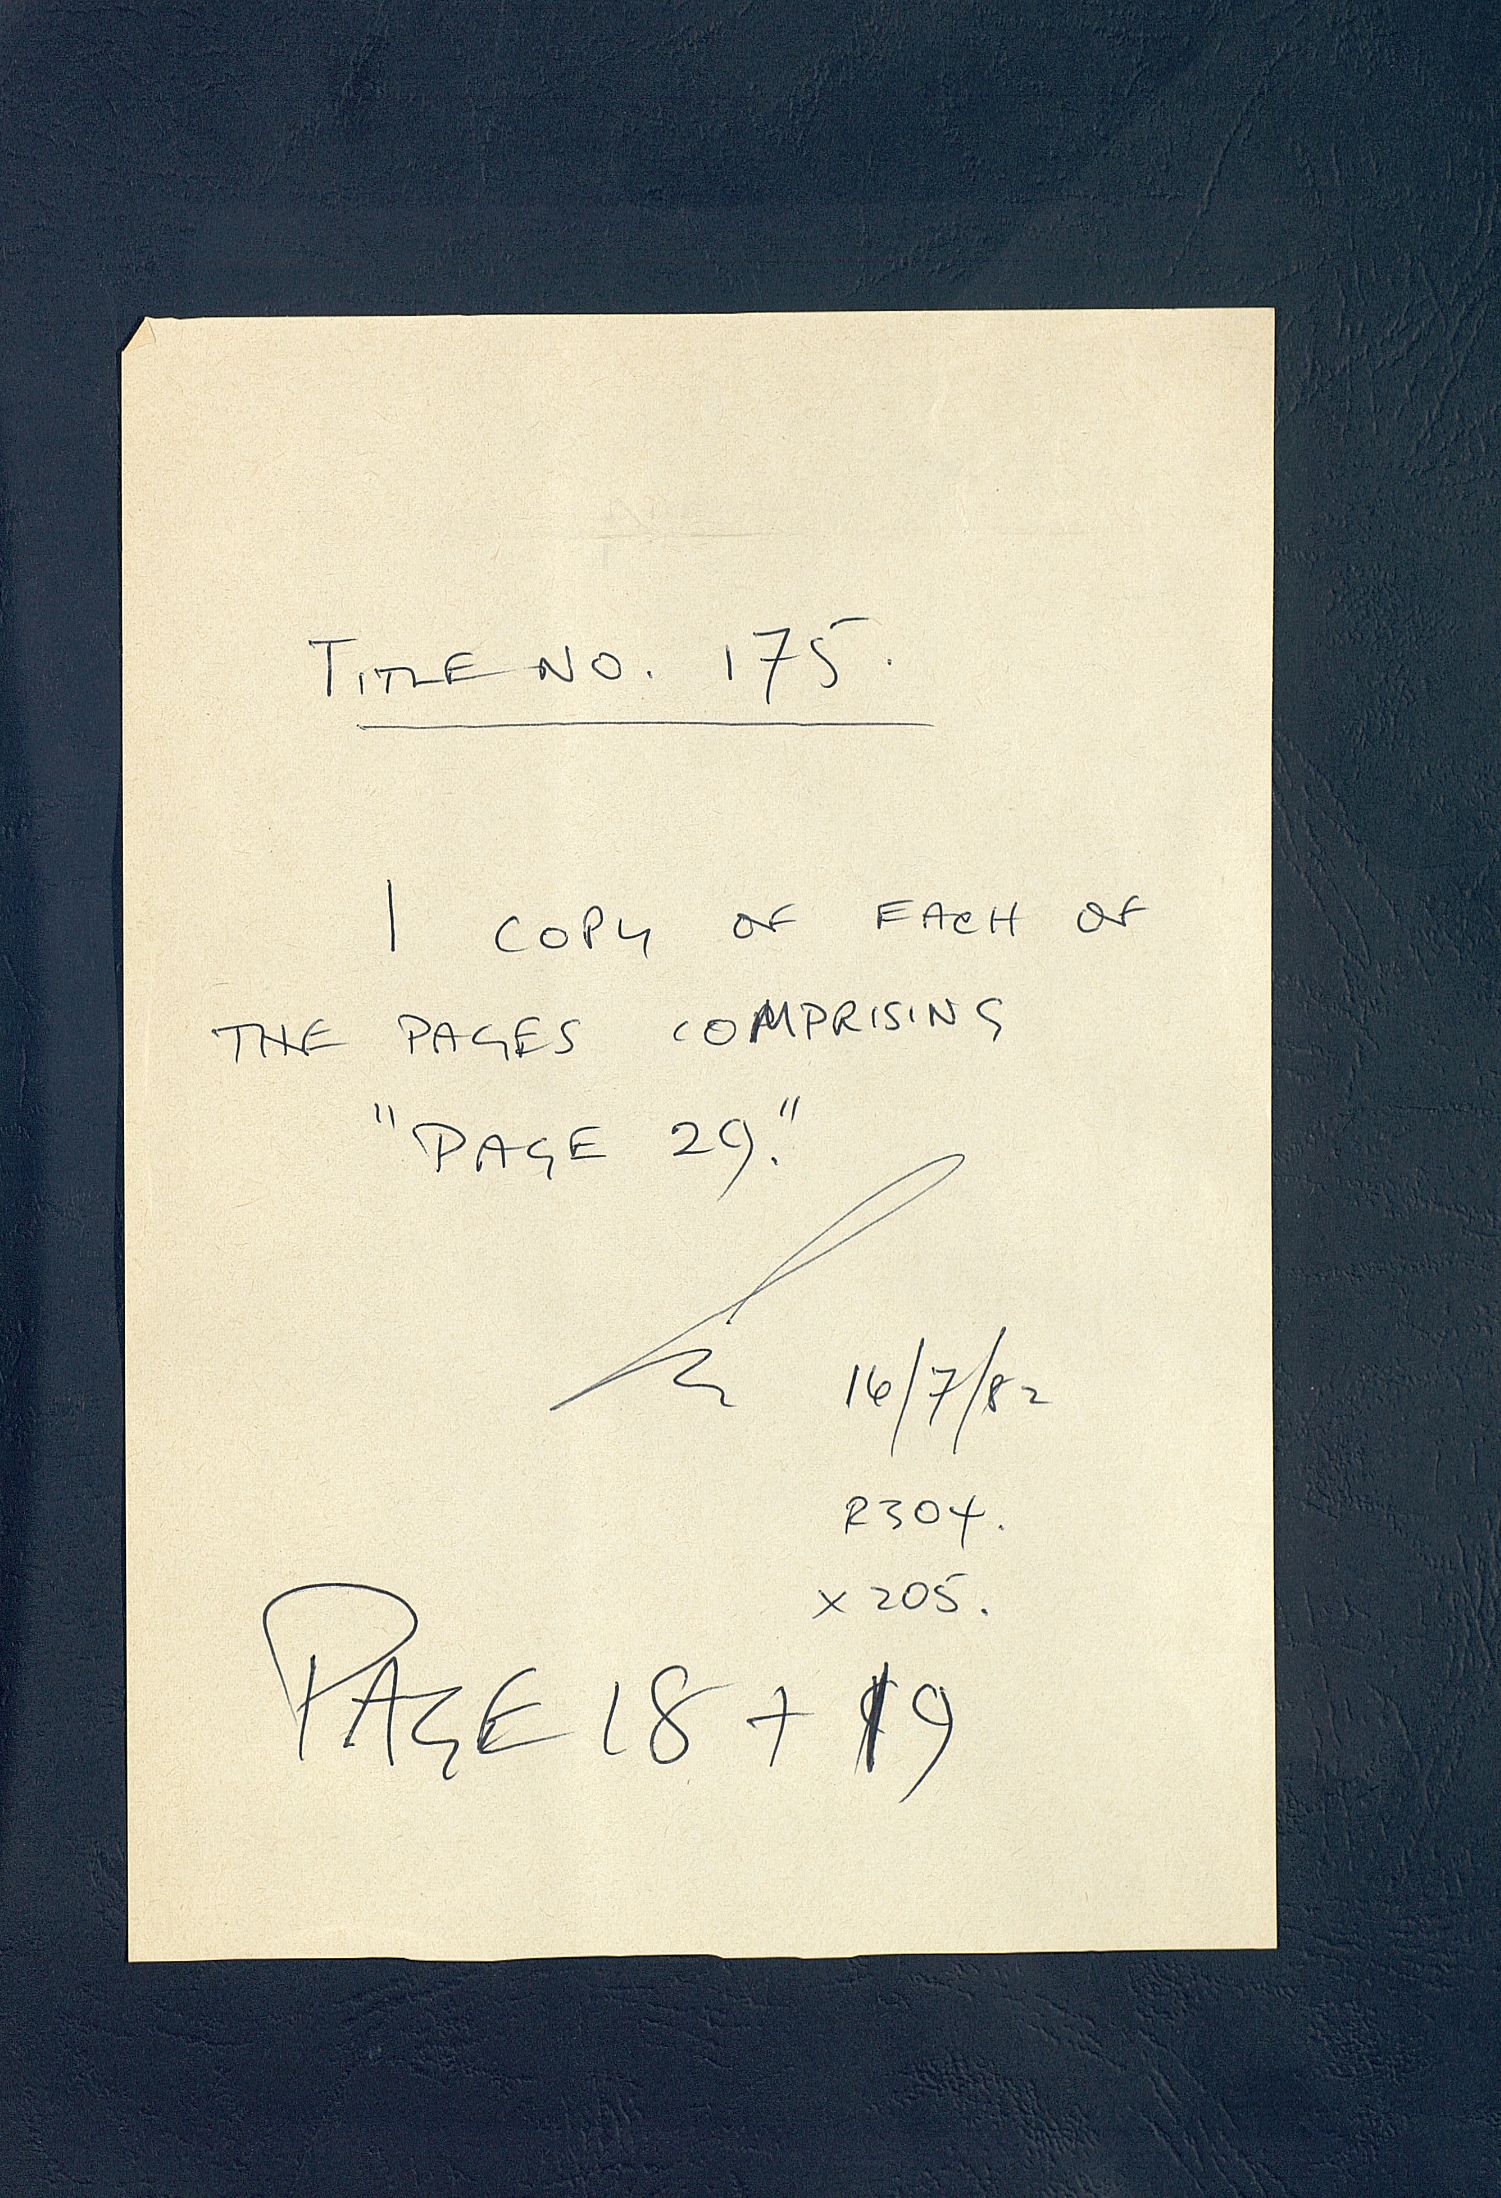 TITLE NO. 175.
1 COPY OF EACH OF
THE PAGES COMPRISING
"PAGE 29."
16/7/82
R304.
x 205.
PAGE 18 + 19